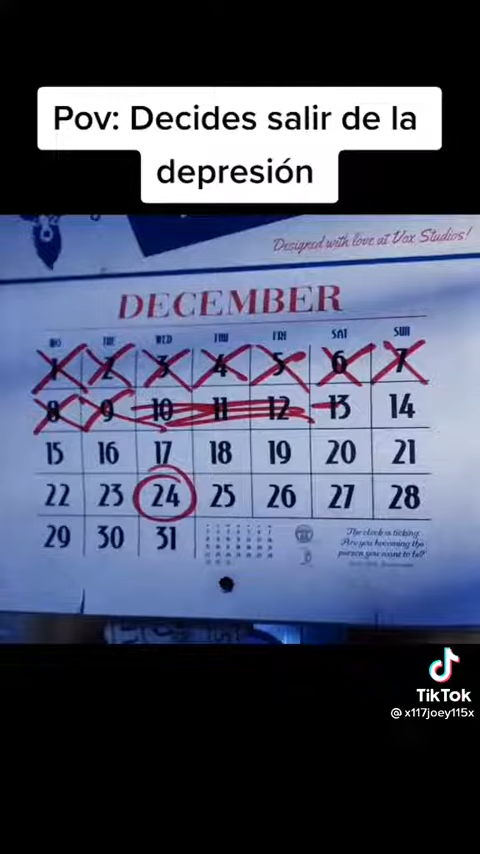 Pov: Decides salir de la
depresión
Designed with love at Vox Studios!
DECEMBER
MO TUE WED THU FRI SAT SUN
1 2 3 4 5 6 7
8 9 10 11 12 13 14
15 16 17 18 19 20 21
22 23 24 25 26 27 28
29 30 31
The clock is ticking.
Are you becoming the
person you want to be?
TikTok
@x117joey115x